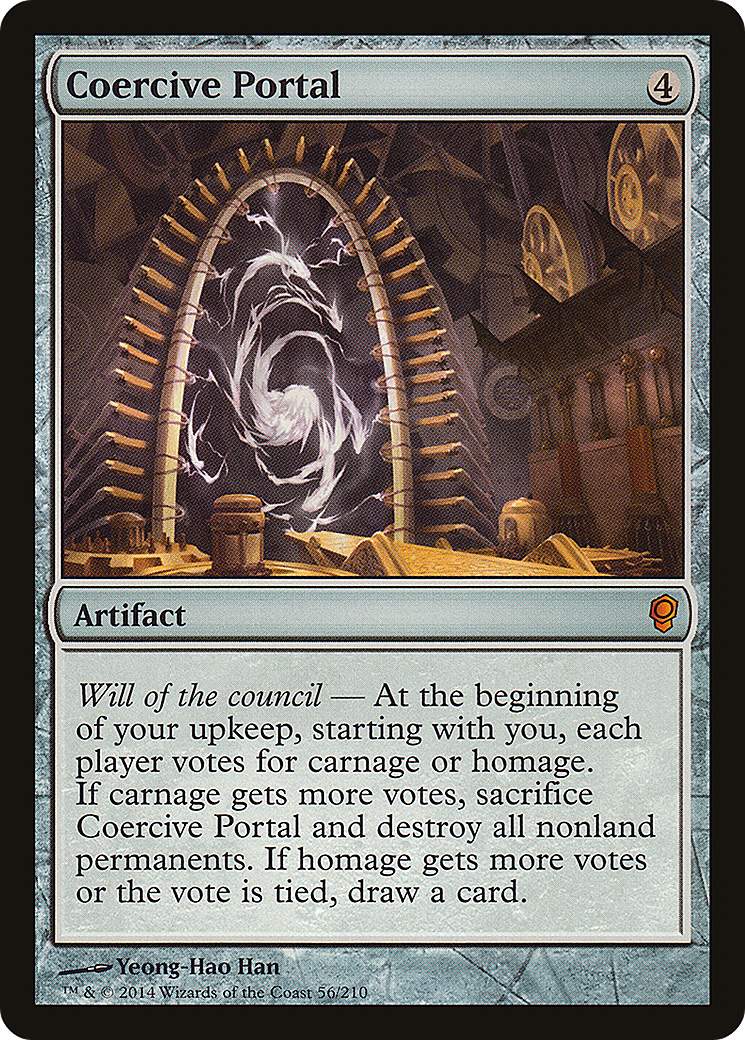 Coercive Portal 4
Artifact
Will of the council — At the beginning
of your upkeep, starting with you, each
player votes for carnage or homage.
If carnage gets more votes, sacrifice
Coercive Portal and destroy all nonland
permanents. If homage gets more votes
or the vote is tied, draw a card.
Yeong-Hao Han
™ & © 2014 Wizards of the Coast 56/210